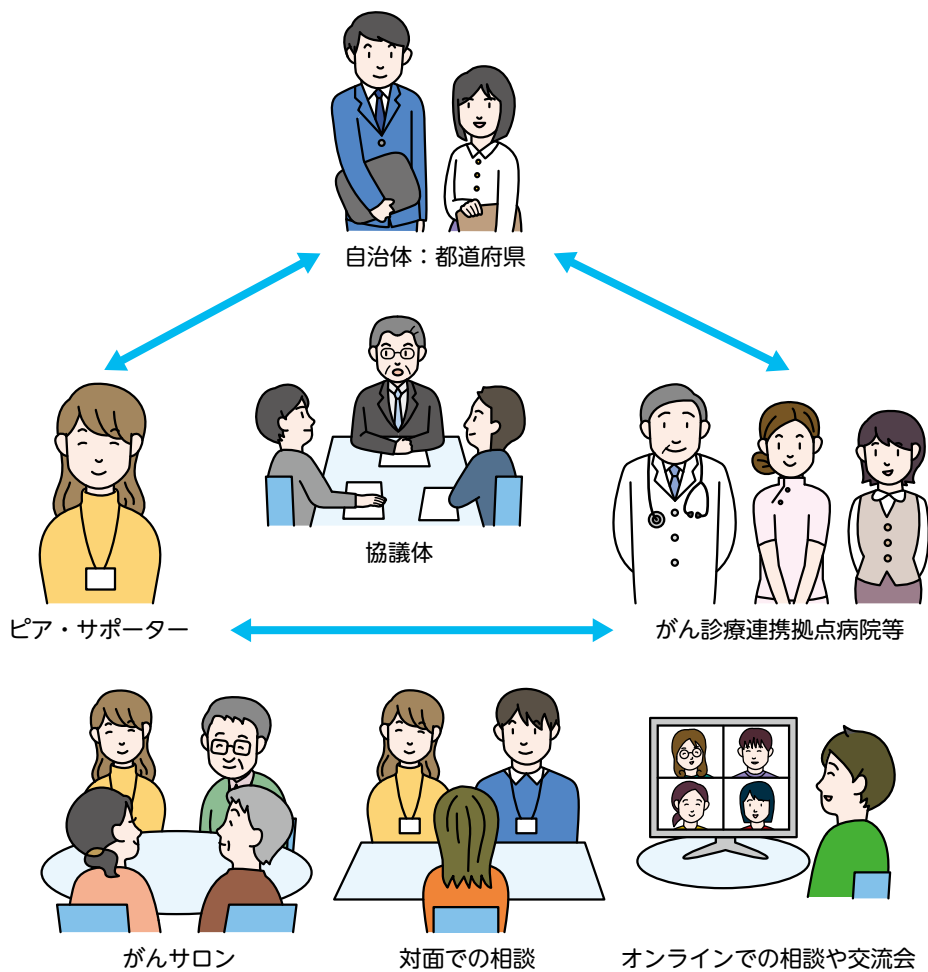 自治体：都道府県
協議体
ピア・サポーター
がん診療連携拠点病院等
がんサロン
対面での相談
オンラインでの相談や交流会